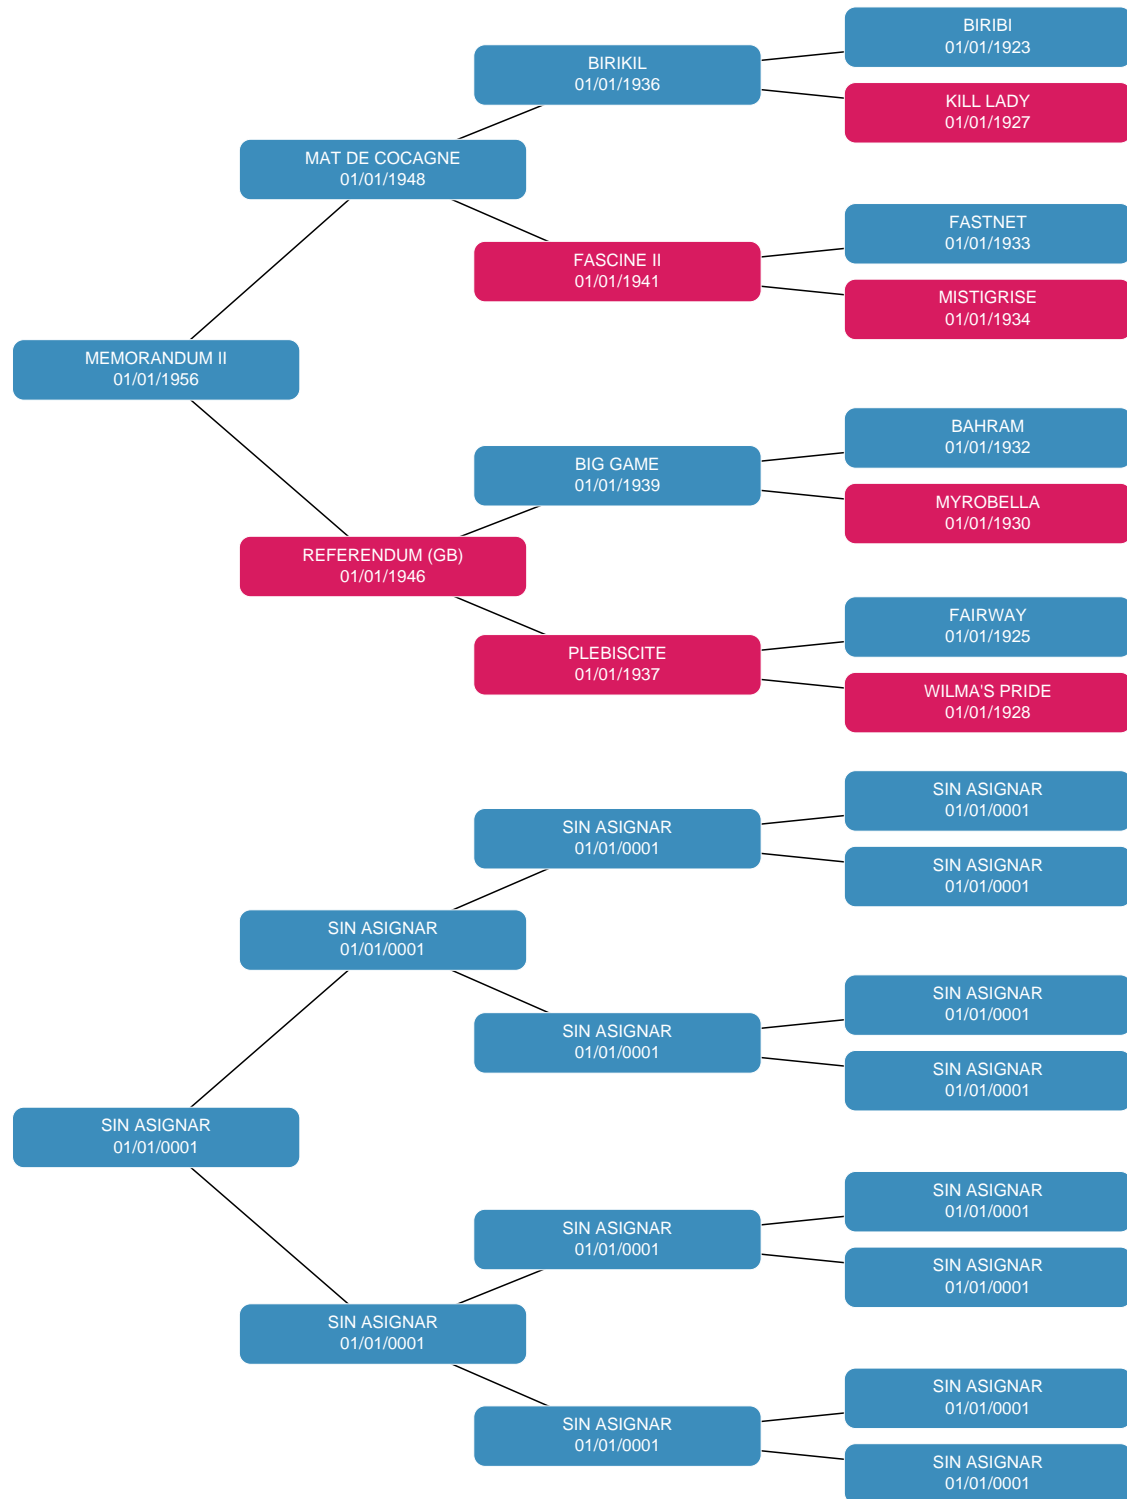 BIRIBI
01/01/1923
BIRIKIL
01/01/1936
KILL LADY
01/01/1927
MAT DE COCAGNE
01/01/1948
FASTNET
01/01/1933
FASCINE II
01/01/1941
MISTIGRISE
01/01/1934
MEMORANDUM II
01/01/1956
BAHRAM
01/01/1932
BIG GAME
01/01/1939
MYROBELLA
01/01/1930
REFERENDUM (GB)
01/01/1946
FAIRWAY
01/01/1925
PLEBISCITE
01/01/1937
WILMA'S PRIDE
01/01/1928
SIN ASIGNAR
01/01/0001
SIN ASIGNAR
01/01/0001
SIN ASIGNAR
01/01/0001
SIN ASIGNAR
01/01/0001
SIN ASIGNAR
01/01/0001
SIN ASIGNAR
01/01/0001
SIN ASIGNAR
01/01/0001
SIN ASIGNAR
01/01/0001
SIN ASIGNAR
01/01/0001
SIN ASIGNAR
01/01/0001
SIN ASIGNAR
01/01/0001
SIN ASIGNAR
01/01/0001
SIN ASIGNAR
01/01/0001
SIN ASIGNAR
01/01/0001
SIN ASIGNAR
01/01/0001